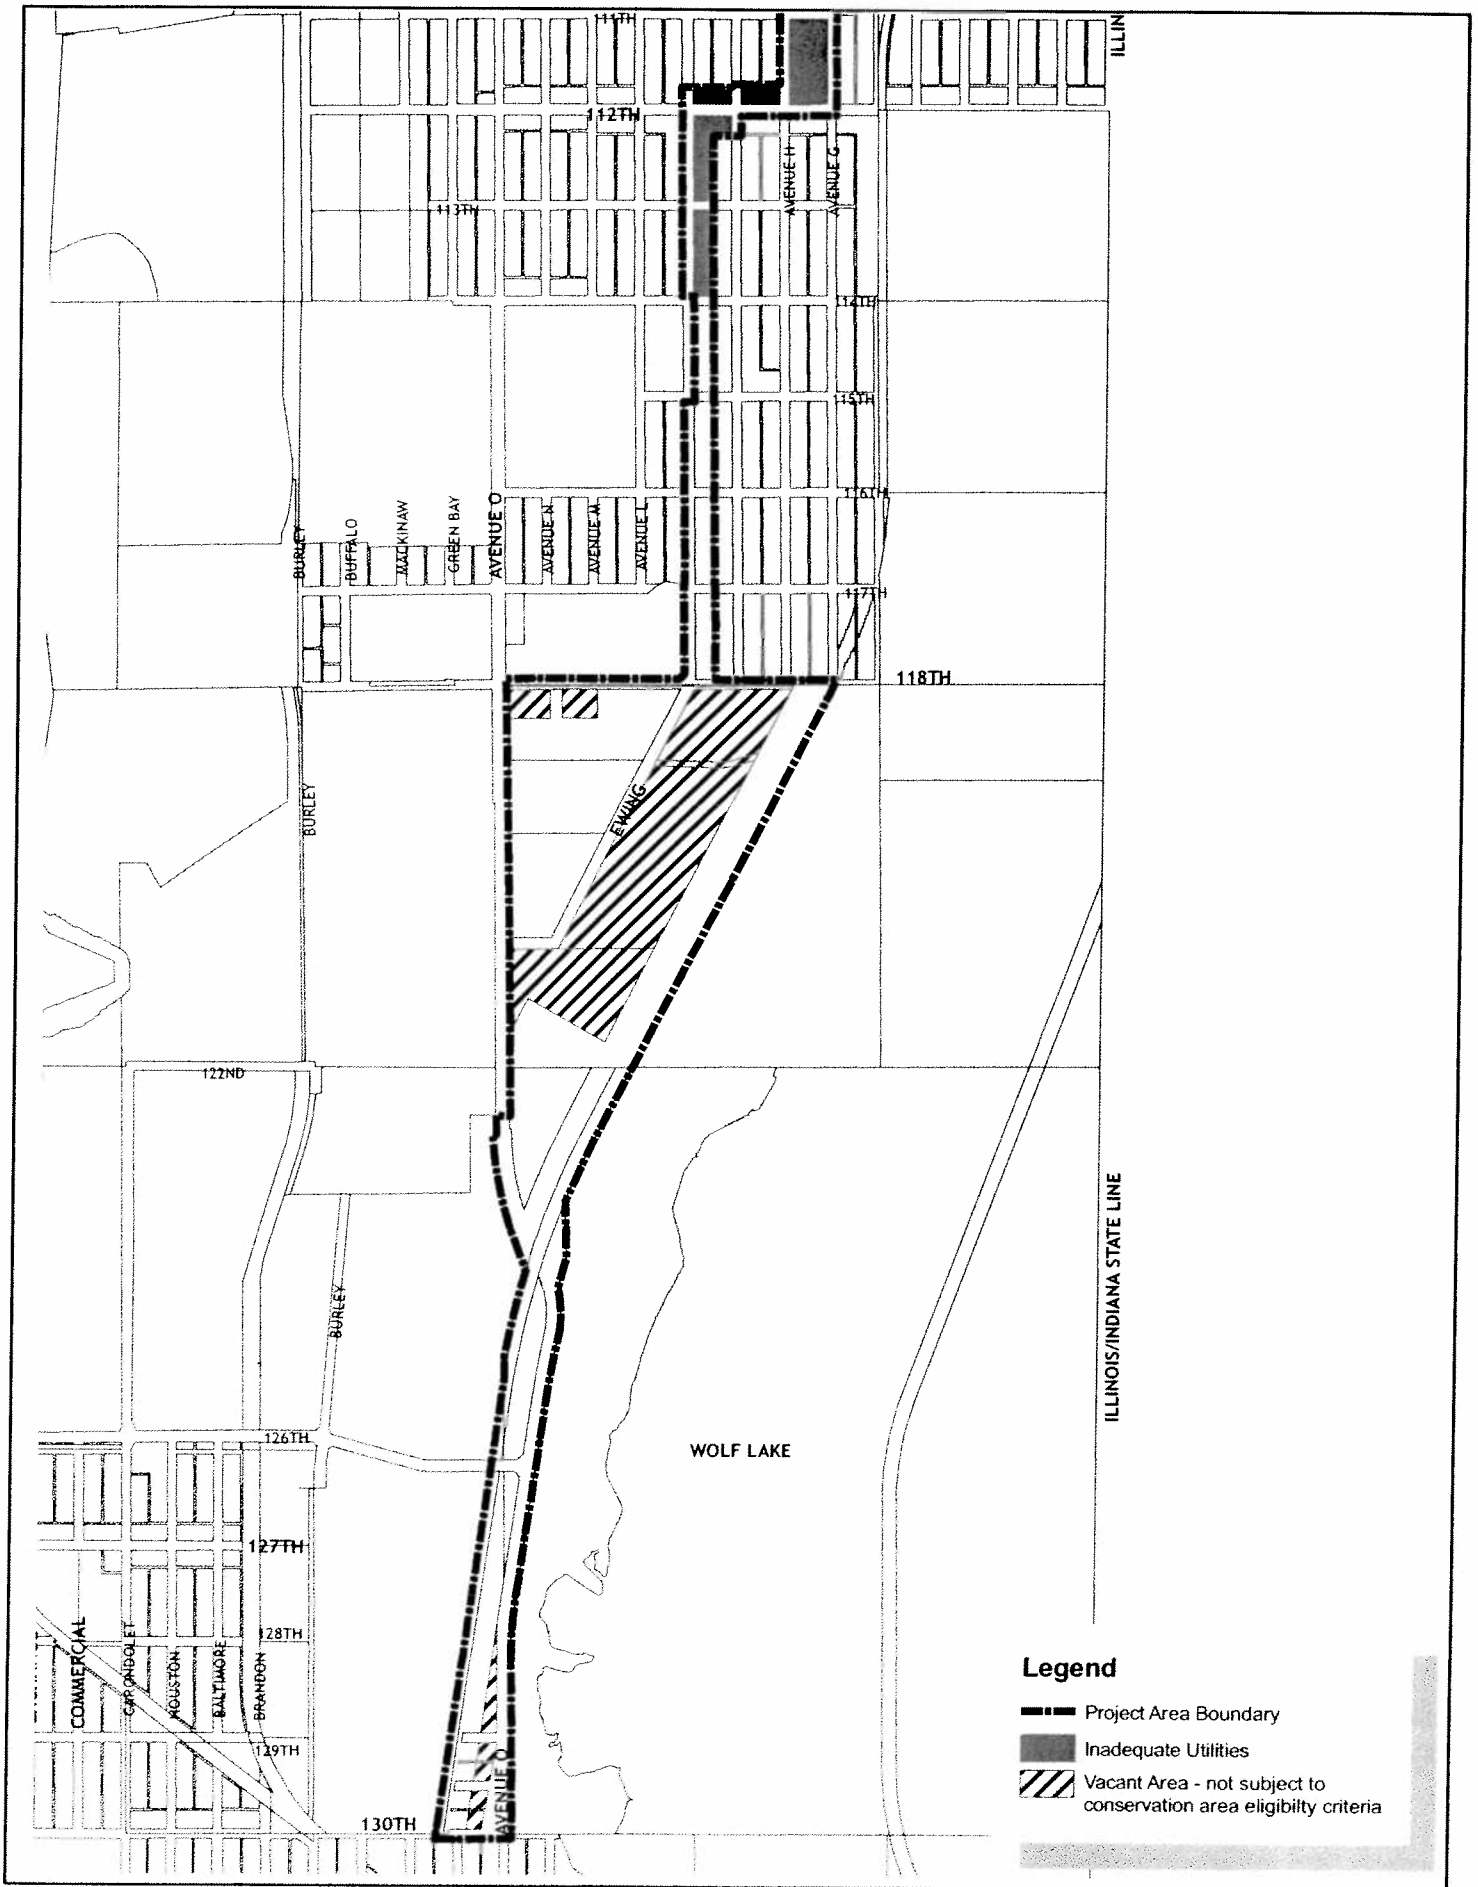 111TH
ILLIN
112TH
AVENUE H
AVENUE G
113TH
114TH
115TH
116TH
BURLEY
BUFFALO
MACKINAW
GREEN BAY
AVENUE O
AVENUE N
AVENUE M
AVENUE L
117TH
118TH
BURLEY
EWING
122ND
ILLINOIS/INDIANA STATE LINE
BURLEY
126TH
WOLF LAKE
127TH
128TH
COMMERCIAL
CARONDOLET
HOUSTON
BALTIMORE
BRANDON
129TH
AVENUE O
130TH
Legend
Project Area Boundary
Inadequate Utilities
Vacant Area - not subject to
conservation area eligibilty criteria